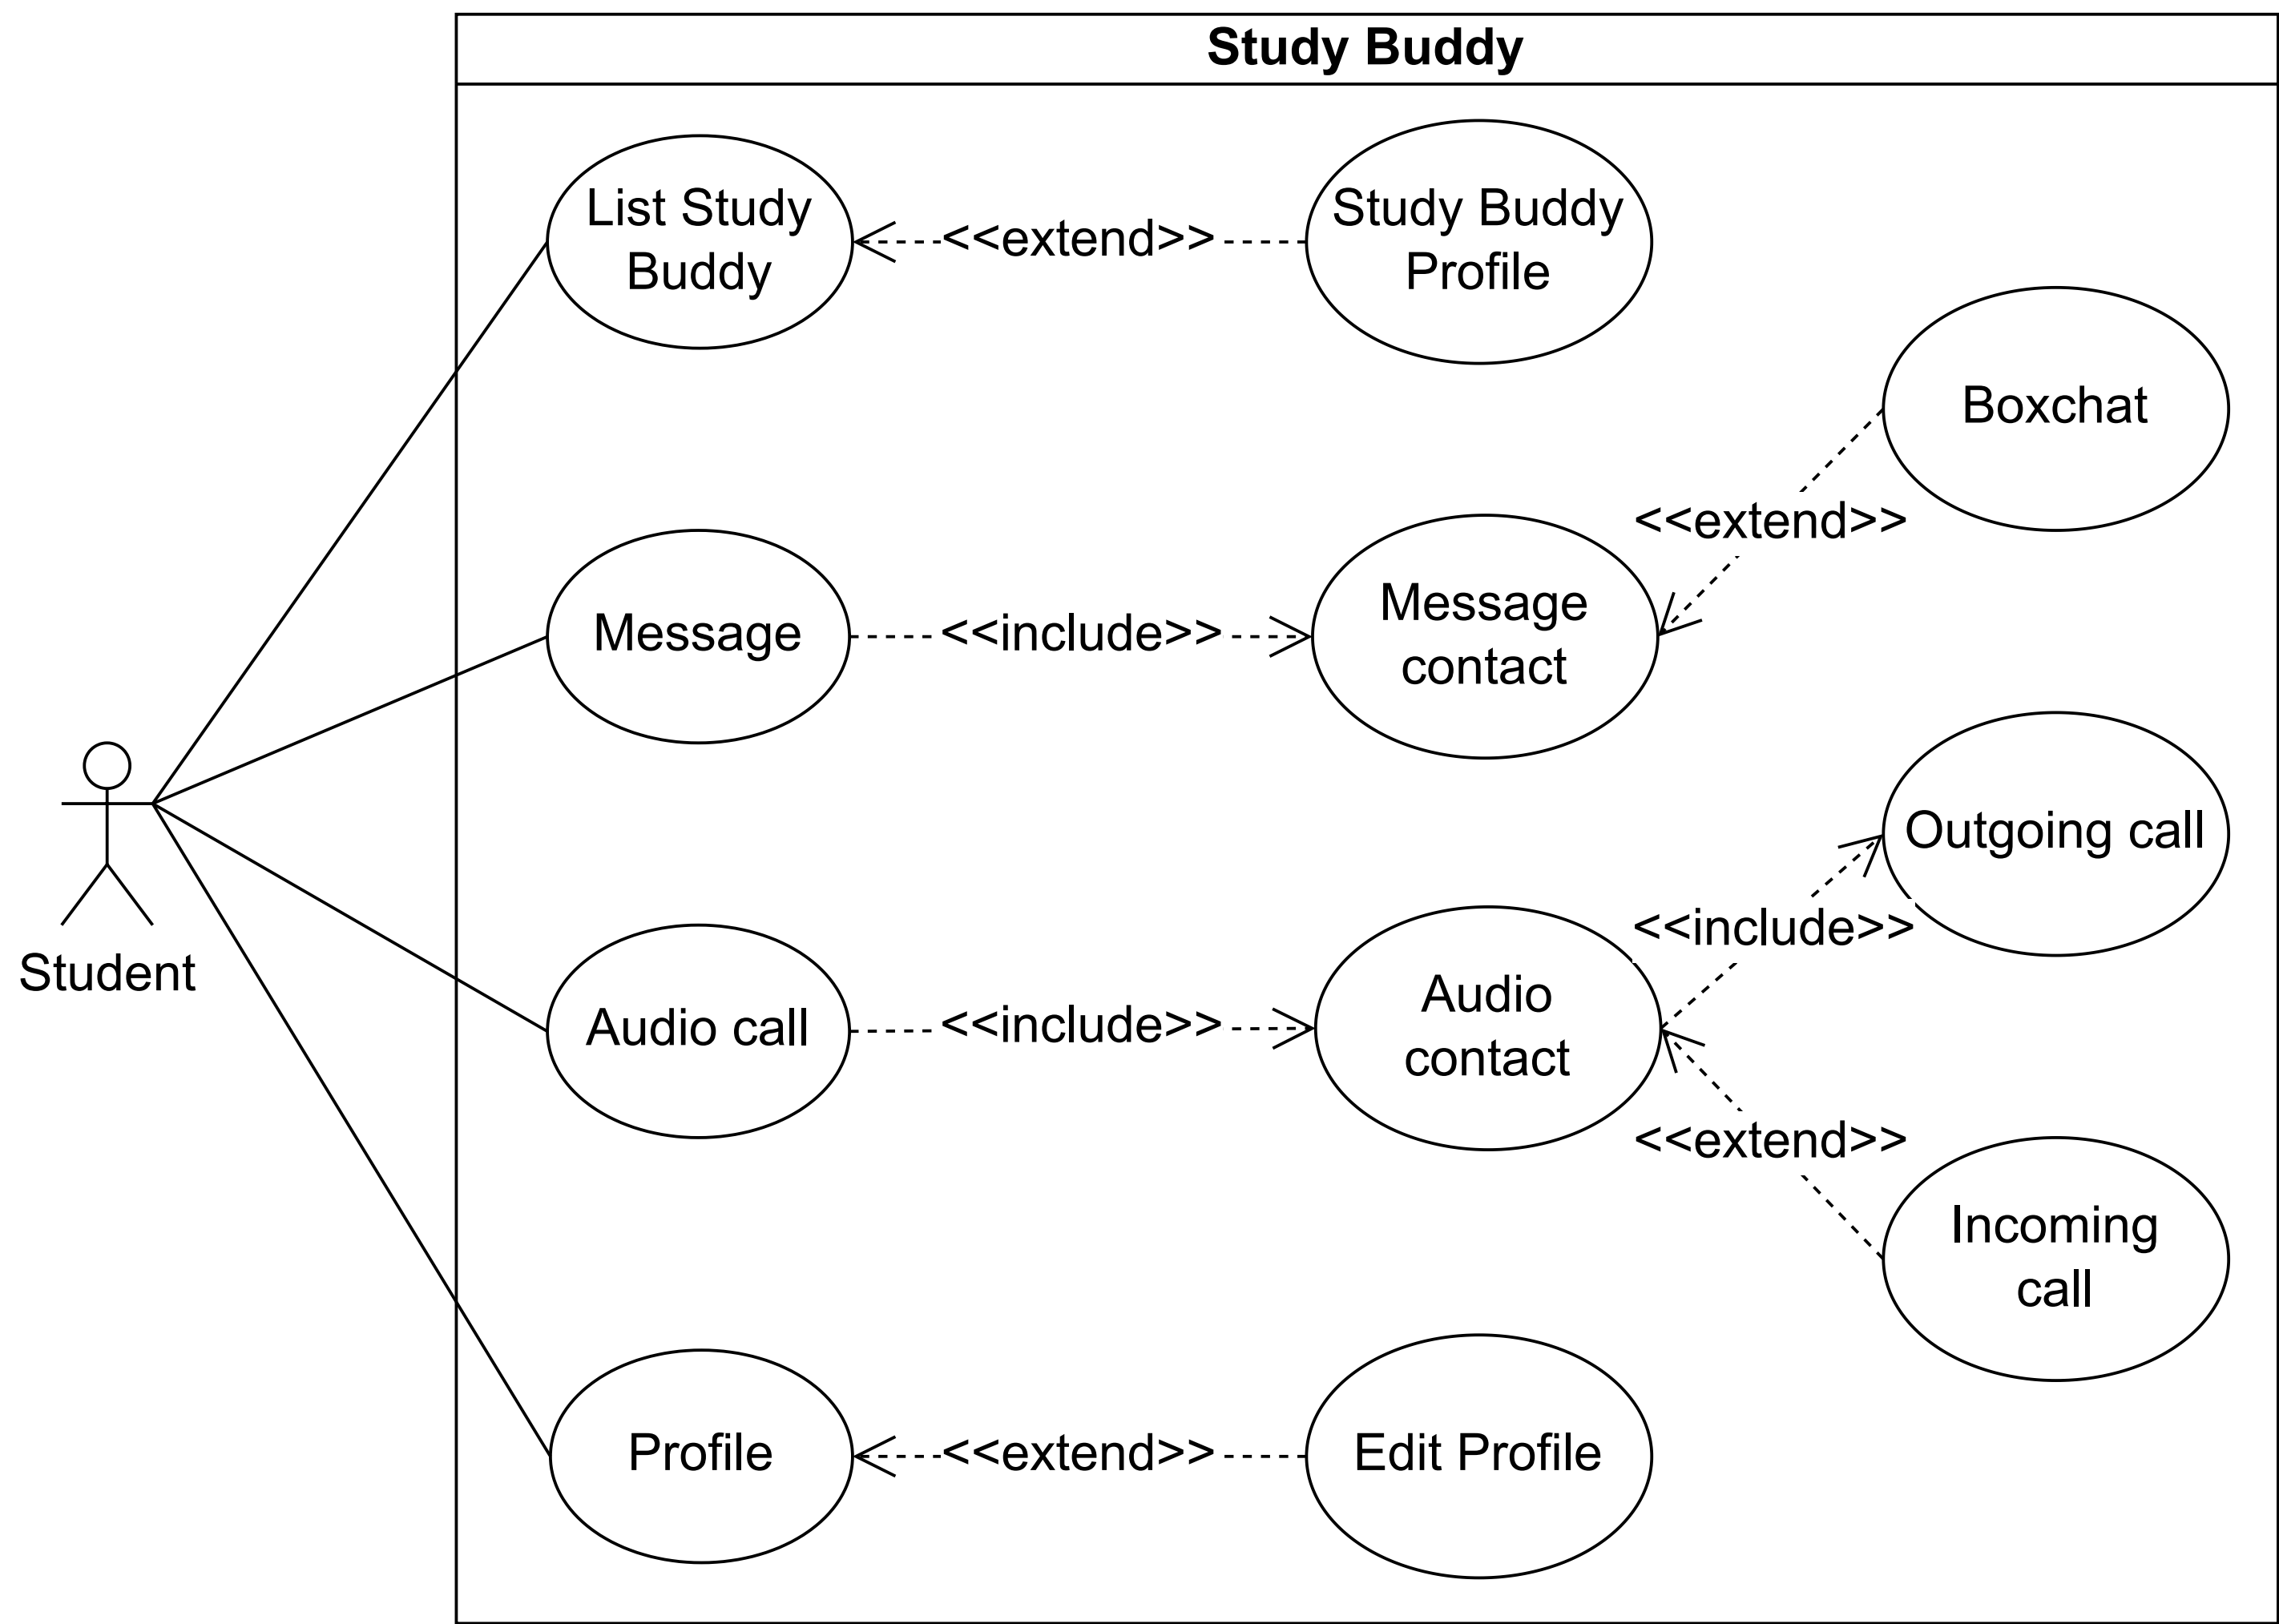 Study Buddy
List Study
Buddy
<<extend>>
Study Buddy
Profile
Boxchat
<<extend>>
Message
<<include>>
Message
contact
Outgoing call
<<include>>
Student
Audio call
<<include>>
Audio
contact
<<extend>>
Incoming
call
Profile
<<extend>>
Edit Profile